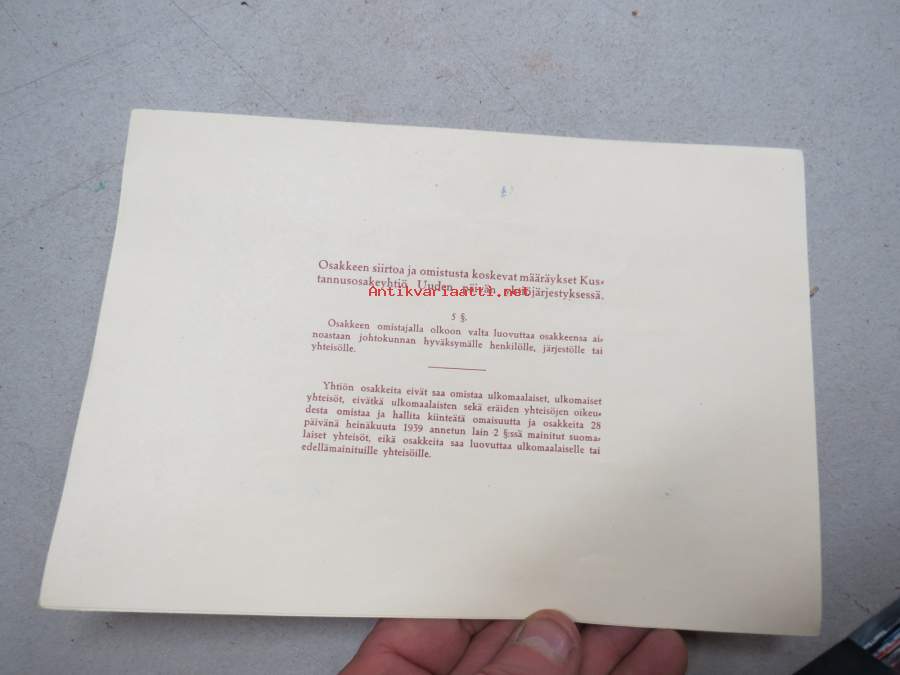 Osakkeen siirtoa ja omistusta koskevat määräykset Kus-
tannusosakeyhtiö Uuden päivän yhtiöjärjestyksessä.
Antikvariaatti.net
5 §.
Osakkeen omistajalla olkoon valta luovuttaa osakkeensa ai-
noastaan johtokunnan hyväksymälle henkilölle, järjestölle tai
yhteisölle.
Yhtiön osakkeita eivät saa omistaa ulkomaalaiset, ulkomaiset
yhteisöt, eivätkä ulkomaalaisten sekä eräiden yhteisöjen oikeu-
desta omistaa ja hallita kiinteätä omaisuutta ja osakkeita 28
päivänä heinäkuuta 1939 annetun lain 2 §:ssä mainitut suoma-
laiset yhteisöt, eikä osakkeita saa luovuttaa ulkomaalaiselle tai
edellämainituille yhteisöille.